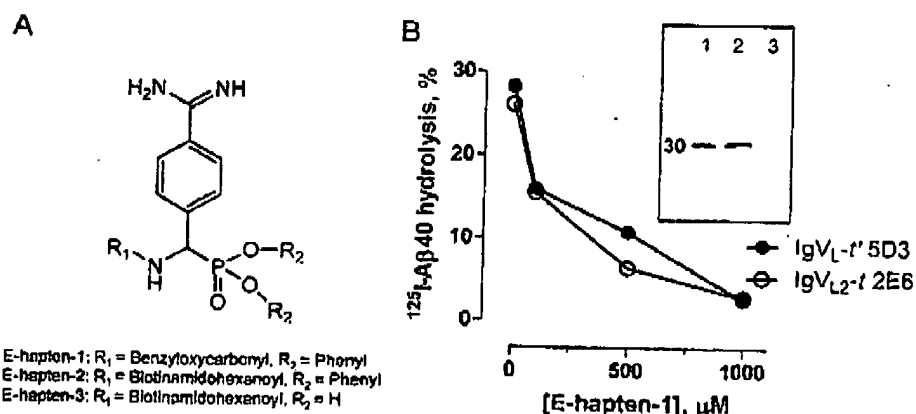 A
H₂N
NH
R₁
N
H
P
O
O
O
R₂
R₂
E-hapten-1: R₁ = Benzyloxycarbonyl, R₂ = Phenyl
E-hapten-2: R₁ = Biotinamidohexanoyl, R₂ = Phenyl
E-hapten-3: R₁ = Biotinamidohexanoyl, R₂ = H
B
¹²⁵I-Aβ40 hydrolysis, %
30
20
10
0
1 2 3
30
IgV_L-t′ 5D3
IgV_L2-t 2E6
0 500 1000
[E-hapten-1], μM